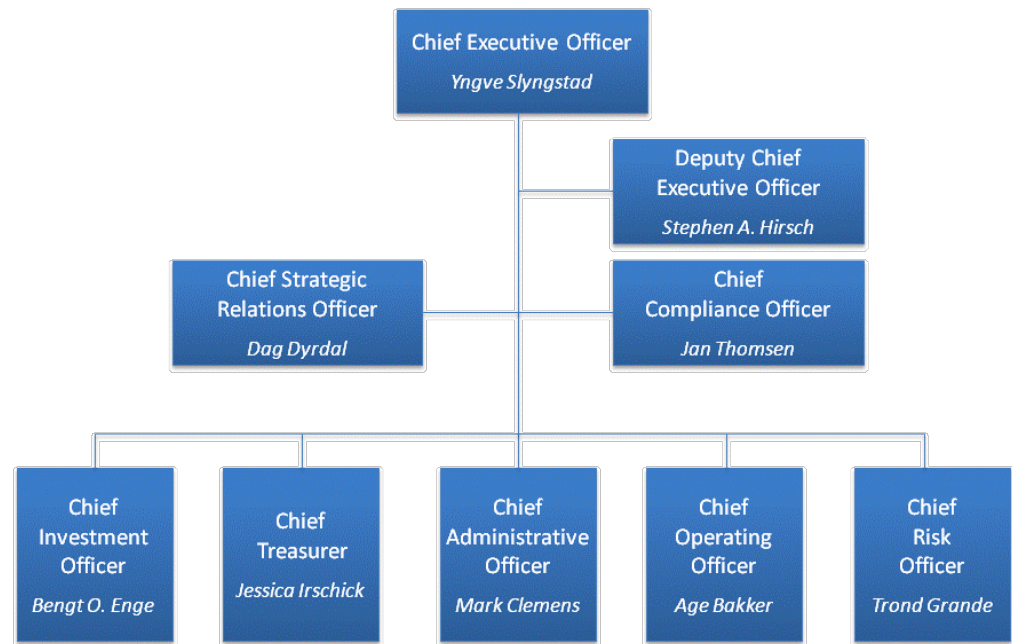 Chief Executive Officer
Yngve Slyngstad
Deputy Chief
Executive Officer
Stephen A. Hirsch
Chief Strategic
Relations Officer
Dag Dyrdal
Chief
Compliance Officer
Jan Thomsen
Chief
Investment
Officer
Bengt O. Enge
Chief
Treasurer
Jessica Irschick
Chief
Administrative
Officer
Mark Clemens
Chief
Operating
Officer
Age Bakker
Chief
Risk
Officer
Trond Grande